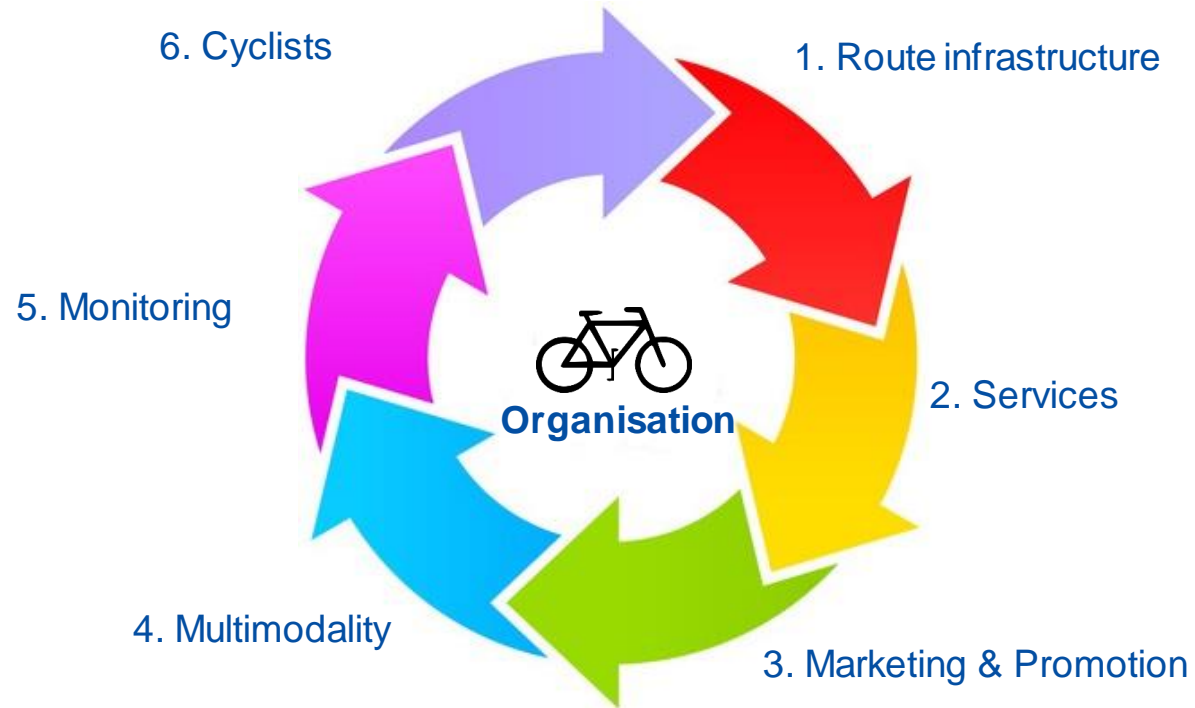 1. Route infrastructure
2. Services
3. Marketing & Promotion
4. Multimodality
5. Monitoring
6. Cyclists
Organisation